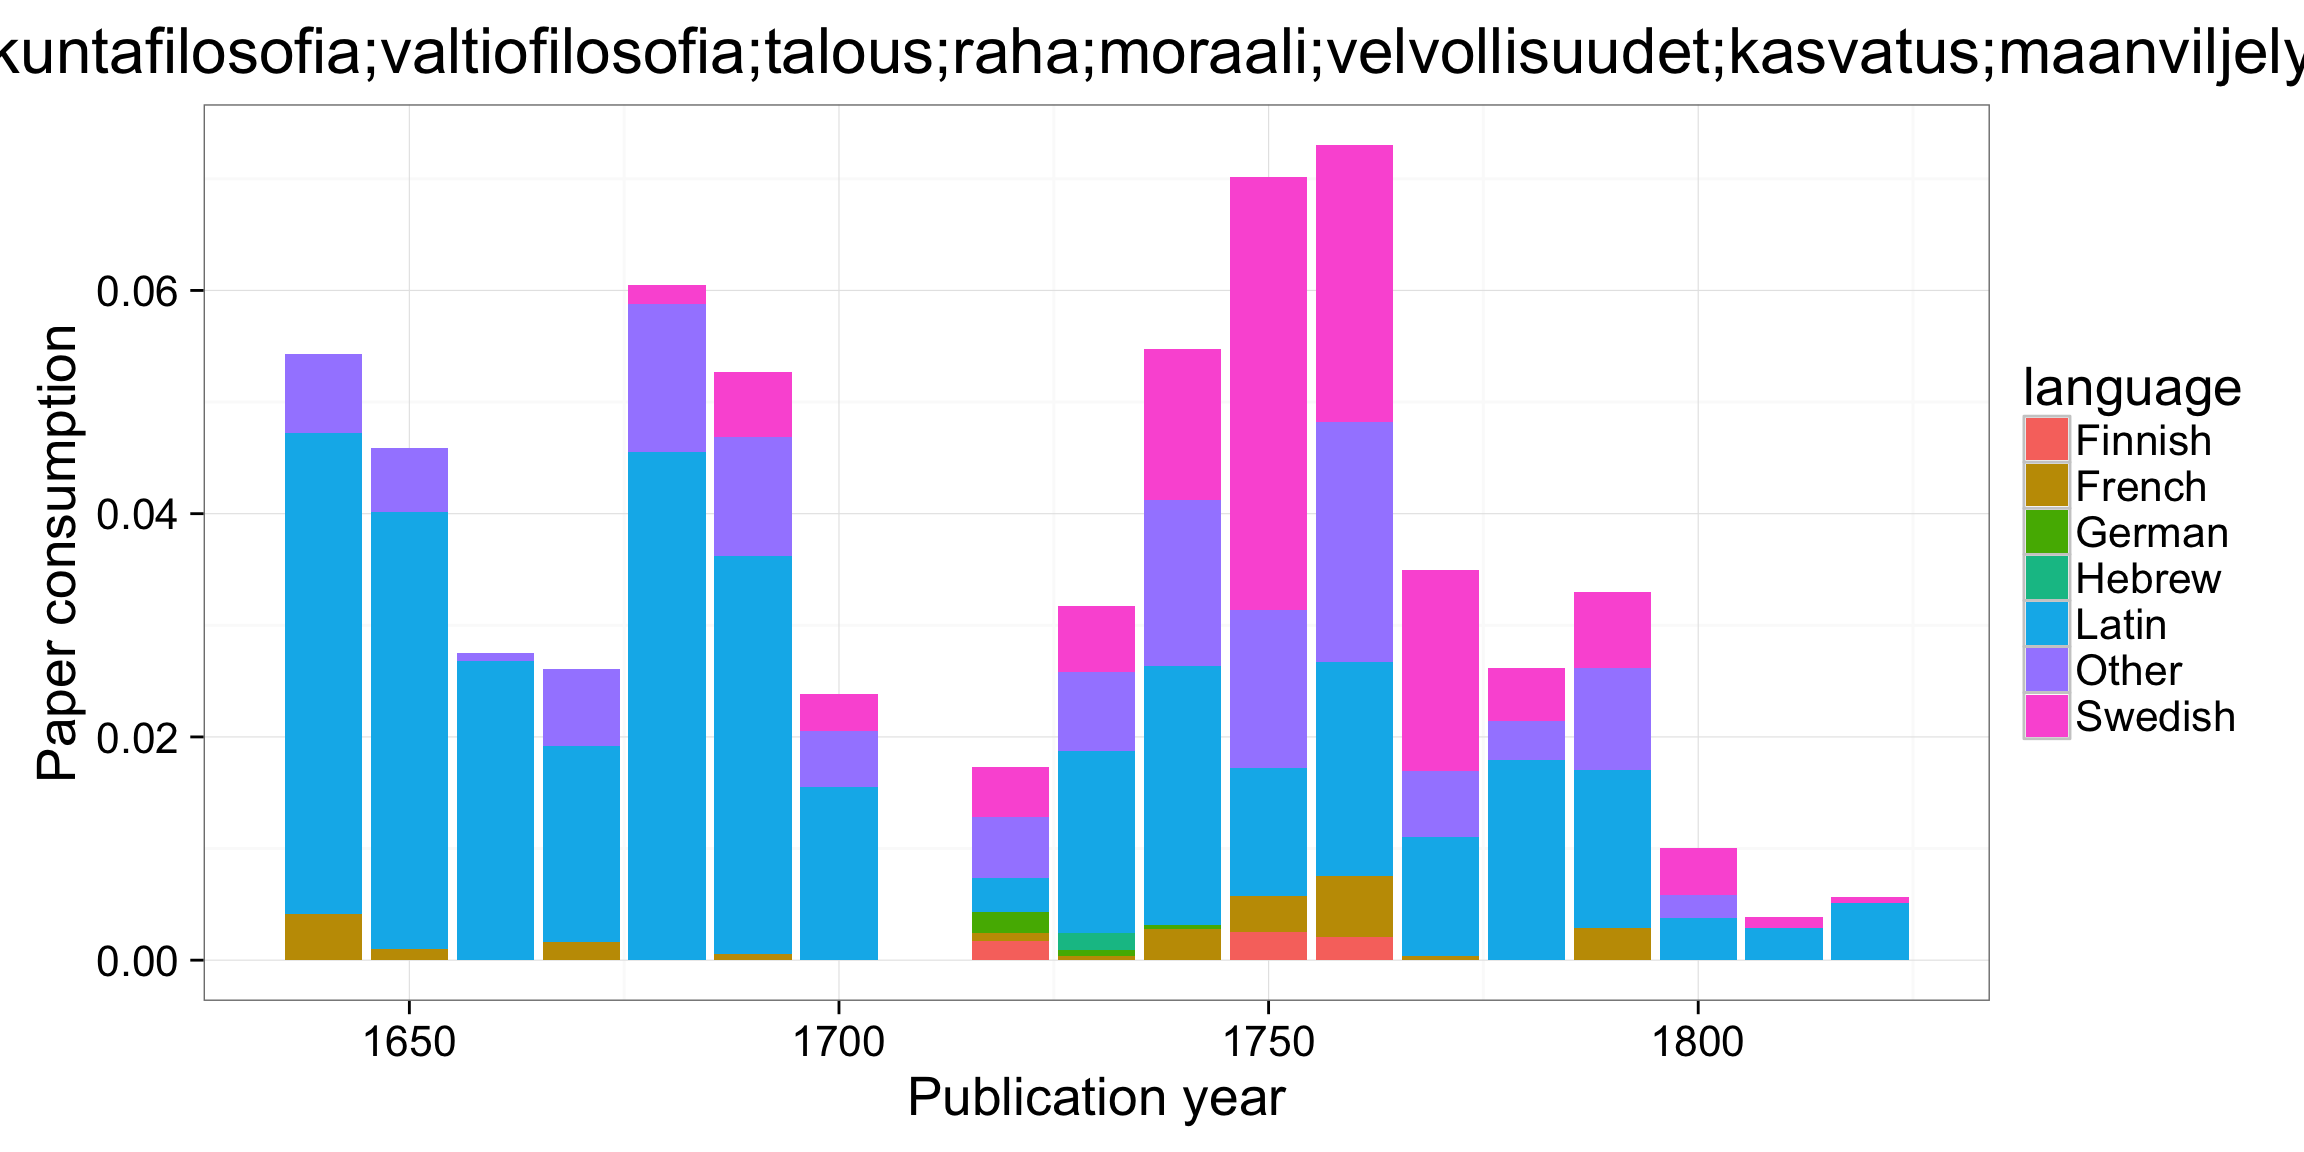 kuntafilosofia;valtiofilosofia;talous;raha;moraali;velvollisuudet;kasvatus;maanviljely
Paper consumption
0.06
0.04
0.02
0.00
1650
1700
1750
1800
Publication year
language
Finnish
French
German
Hebrew
Latin
Other
Swedish